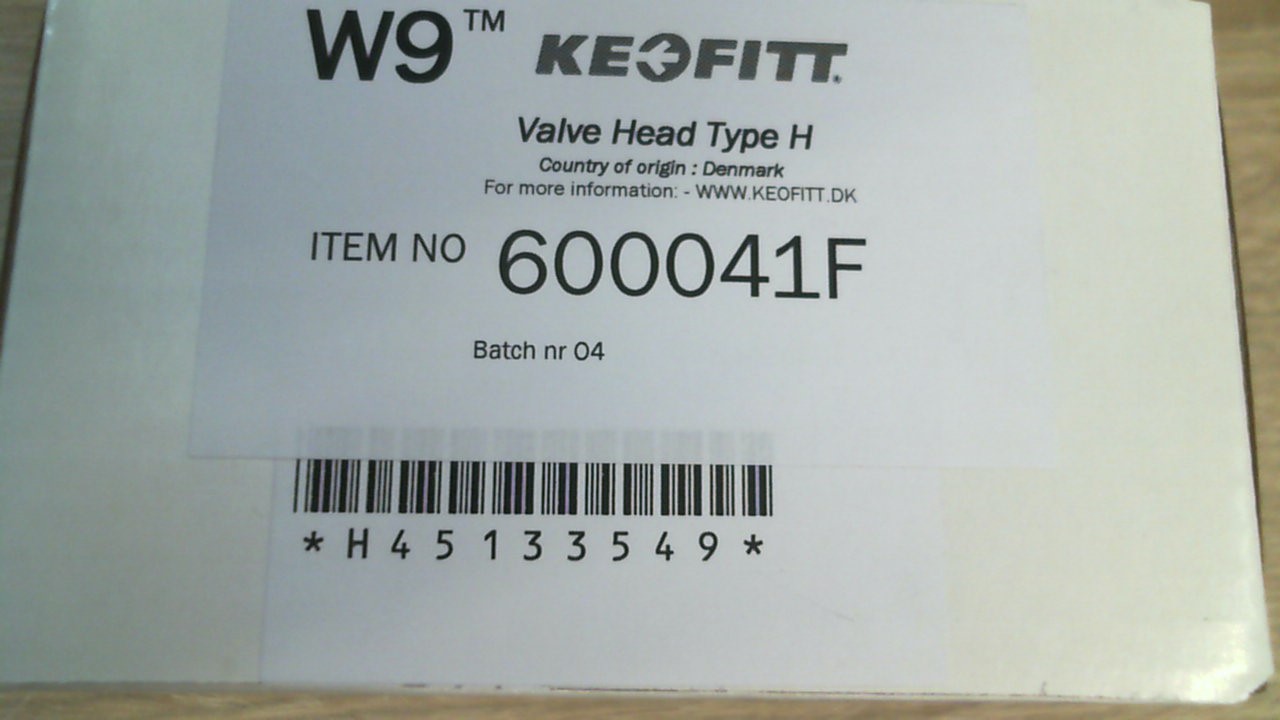 W9™ KEOFITT®
Valve Head Type H
Country of origin : Denmark
For more information: - WWW.KEOFITT.DK
ITEM NO 600041F
Batch nr 04
*H45133549*